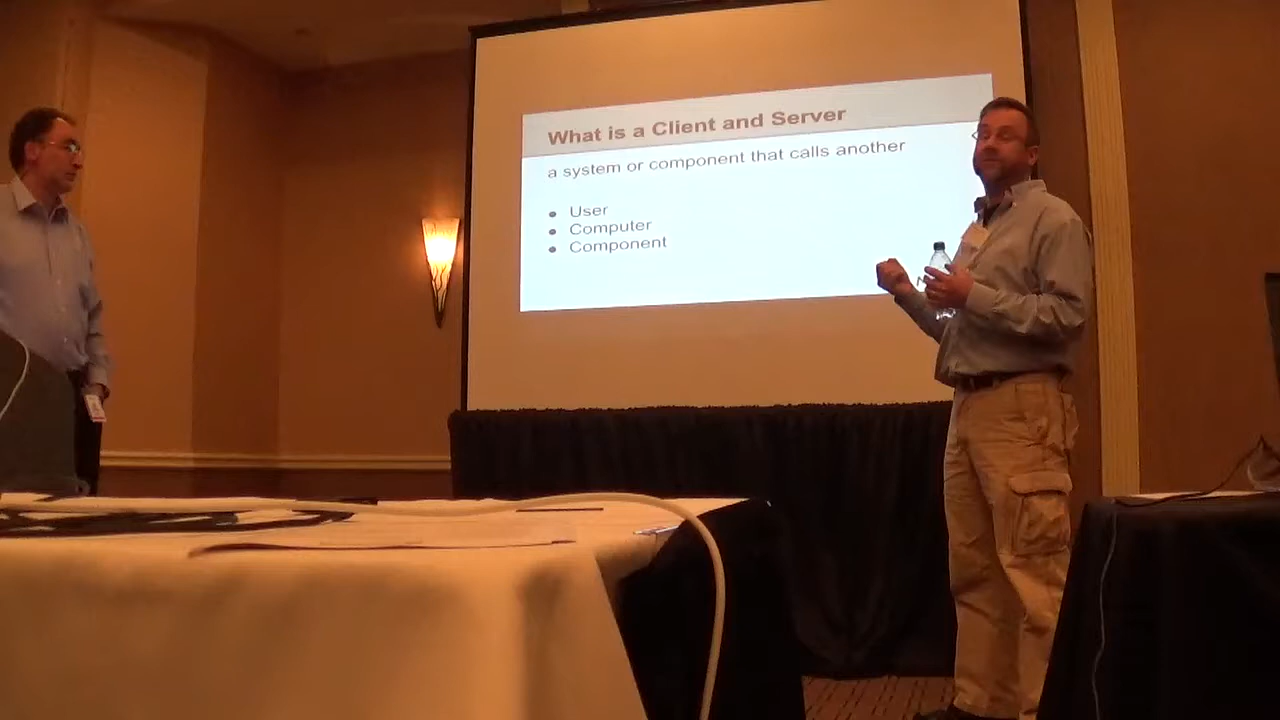 What is a Client and Server
a system or component that calls another
● User
● Computer
● Component